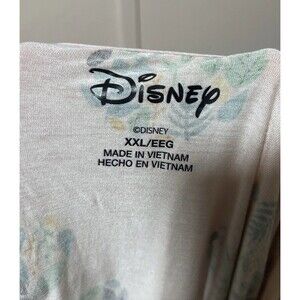 Disney
©DISNEY
XXL/EEG
MADE IN VIETNAM
HECHO EN VIETNAM